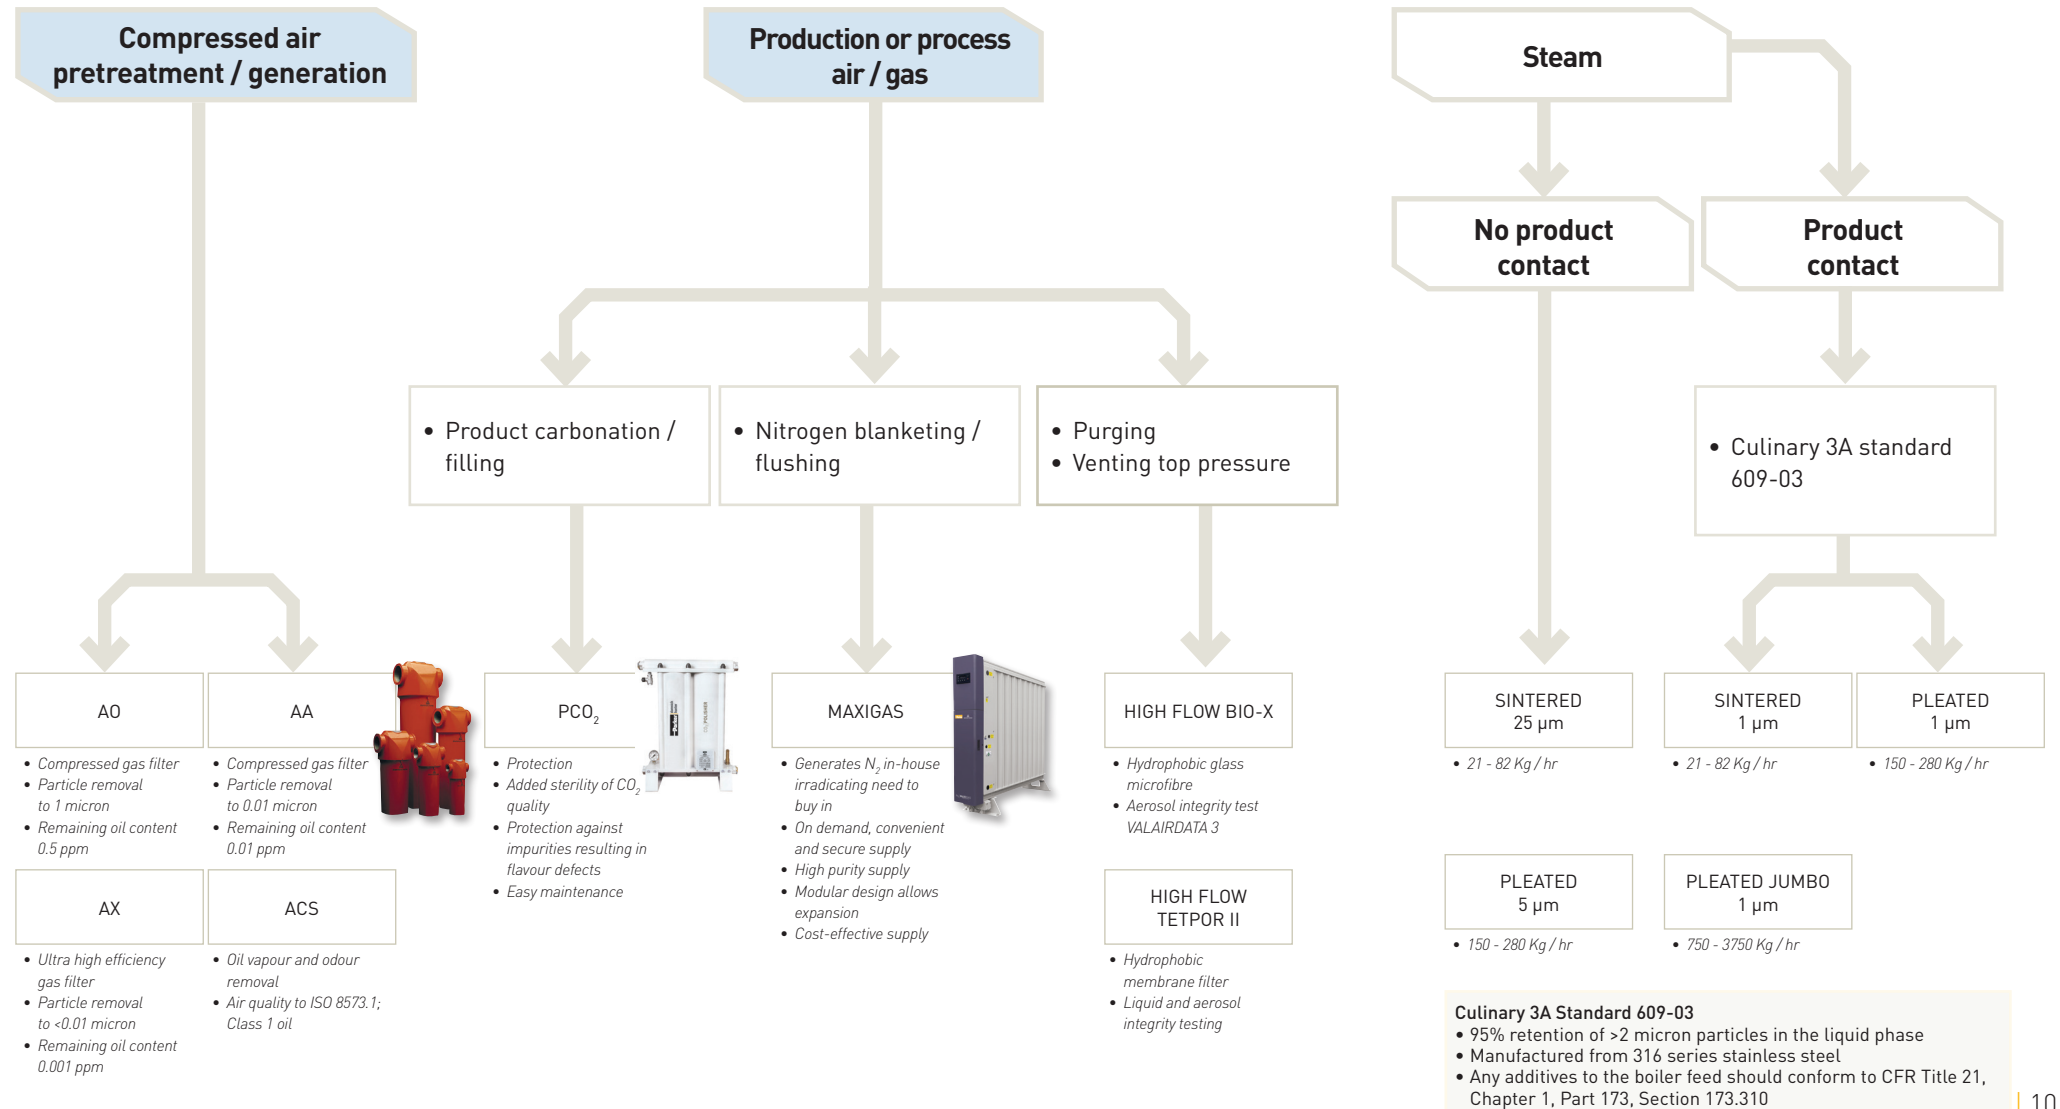 Compressed air
pretreatment / generation
Production or process
air / gas
Steam
No product
contact
Product
contact
• Product carbonation /
filling
• Nitrogen blanketing /
flushing
• Purging
• Venting top pressure
• Culinary 3A standard
609-03
AO
• Compressed gas filter
• Particle removal
to 1 micron
• Remaining oil content
0.5 ppm
AA
• Compressed gas filter
• Particle removal
to 0.01 micron
• Remaining oil content
0.01 ppm
AX
• Ultra high efficiency
gas filter
• Particle removal
to <0.01 micron
• Remaining oil content
0.001 ppm
ACS
• Oil vapour and odour
removal
• Air quality to ISO 8573.1;
Class 1 oil
PCO₂
• Protection
• Added sterility of CO₂
quality
• Protection against
impurities resulting in
flavour defects
• Easy maintenance
MAXIGAS
• Generates N₂ in-house
irradicating need to
buy in
• On demand, convenient
and secure supply
• High purity supply
• Modular design allows
expansion
• Cost-effective supply
HIGH FLOW BIO-X
• Hydrophobic glass
microfibre
• Aerosol integrity test
VALAIRDATA 3
HIGH FLOW
TETPOR II
• Hydrophobic
membrane filter
• Liquid and aerosol
integrity testing
SINTERED
25 µm
• 21 - 82 Kg / hr
SINTERED
1 µm
• 21 - 82 Kg / hr
PLEATED
1 µm
• 150 - 280 Kg / hr
PLEATED
5 µm
• 150 - 280 Kg / hr
PLEATED JUMBO
1 µm
• 750 - 3750 Kg / hr
Culinary 3A Standard 609-03
• 95% retention of >2 micron particles in the liquid phase
• Manufactured from 316 series stainless steel
• Any additives to the boiler feed should conform to CFR Title 21,
Chapter 1, Part 173, Section 173.310
| 10